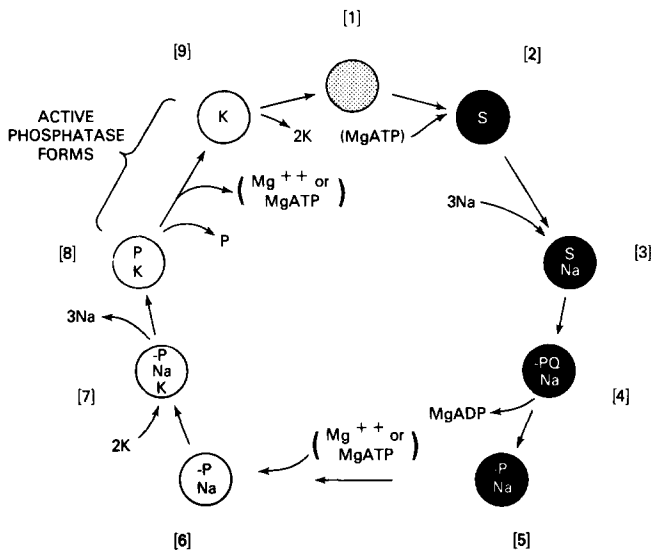 [1]
[9]
[2]
K
S
2K
(MgATP)
ACTIVE
PHOSPHATASE
FORMS
(Mg ++ or
MgATP)
3Na
P
[8]
P
K
[3]
S
Na
3Na
[7]
-P
Na
K
[4]
-PQ
Na
MgADP
2K
(Mg ++ or
MgATP)
-P
Na
-P
Na
[6]
[5]